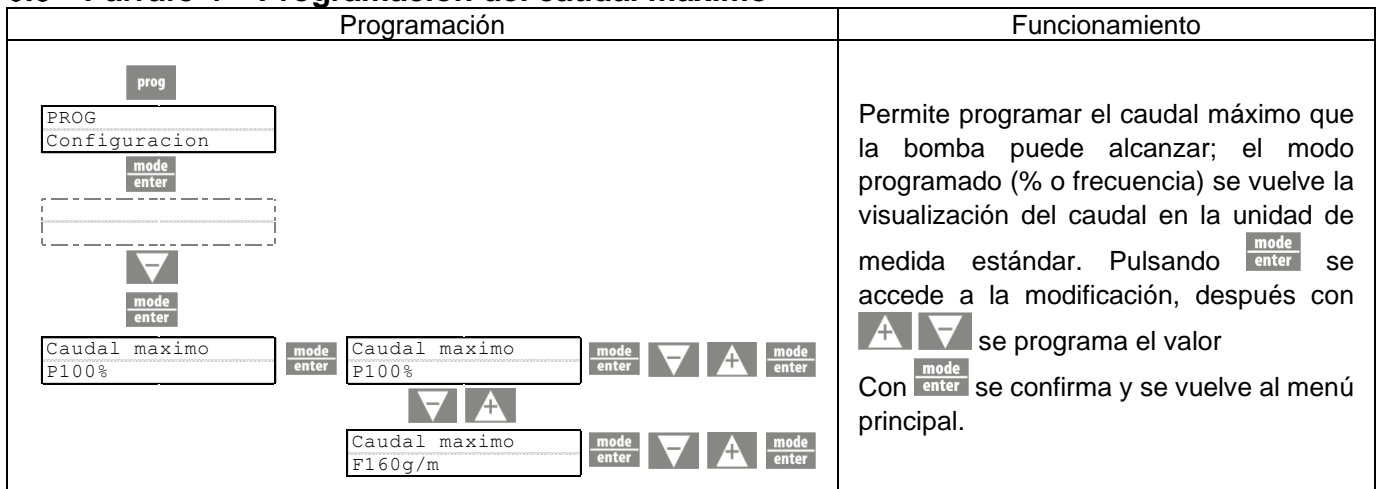 Programación
Funcionamiento
prog
PROG
Configuracion
mode
enter
mode
enter
Caudal maximo
P100%
mode
enter
Caudal maximo
P100%
mode
enter
mode
enter
Caudal maximo
F160g/m
mode
enter
mode
enter
Permite programar el caudal máximo que
la bomba puede alcanzar; el modo
programado (% o frecuencia) se vuelve la
visualización del caudal en la unidad de
medida estándar. Pulsando mode enter se
accede a la modificación, después con
+ − se programa el valor
Con mode enter se confirma y se vuelve al menú
principal.